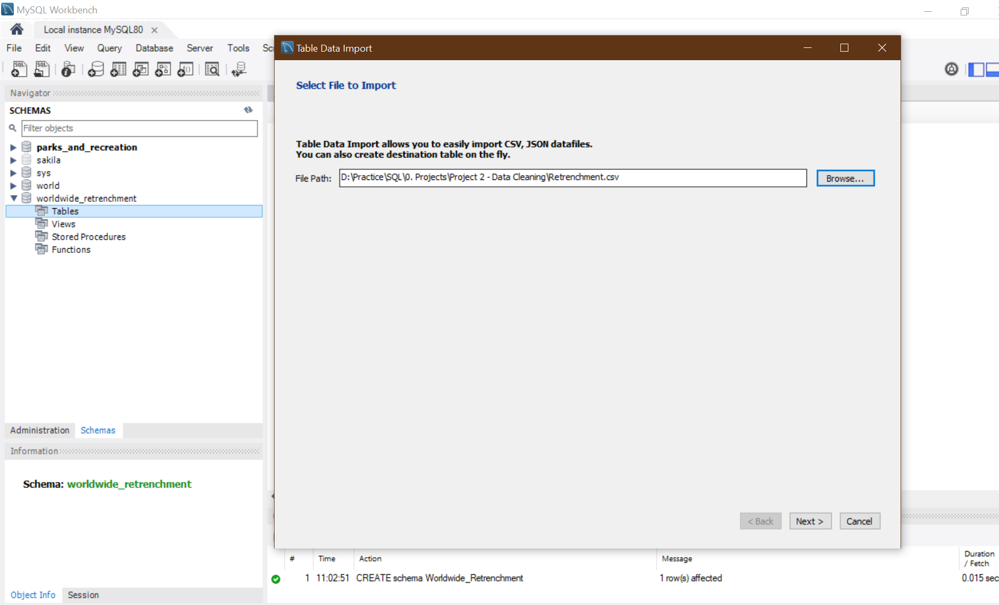 MySQL Workbench
Local instance MySQL80
File Edit View Query Database Server Tools
Table Data Import
SQL SQL
Navigator
SCHEMAS
Filter objects
parks_and_recreation
sakila
sys
world
worldwide_retrenchment
Tables
Views
Stored Procedures
Functions
Administration Schemas
Information
Schema: worldwide_retrenchment
Object Info Session
Select File to Import
Table Data Import allows you to easily import CSV, JSON datafiles.
You can also create destination table on the fly.
File Path: D:\Practice\SQL\0. Projects\Project 2 - Data Cleaning\Retrenchment.csv Browse...
< Back Next > Cancel
# Time Action Message Duration / Fetch
1 11:02:51 CREATE schema Worldwide_Retrenchment 1 row(s) affected 0.015 sec